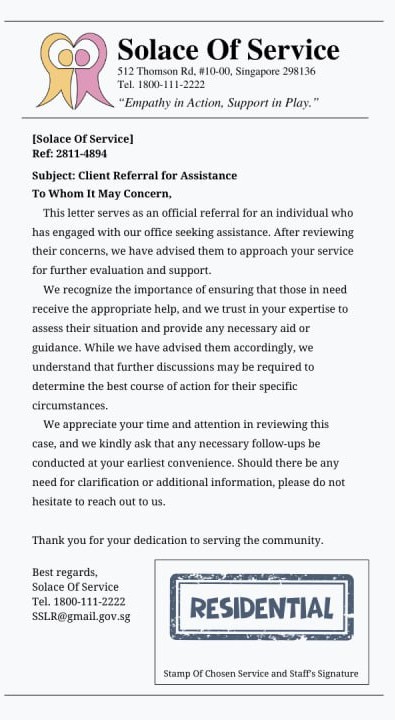 Solace Of Service
512 Thomson Rd, #10-00, Singapore 298136
Tel. 1800-111-2222
“Empathy in Action, Support in Play.”
[Solace Of Service]
Ref: 2811-4894
Subject: Client Referral for Assistance
To Whom It May Concern,
This letter serves as an official referral for an individual who
has engaged with our office seeking assistance. After reviewing
their concerns, we have advised them to approach your service
for further evaluation and support.
We recognize the importance of ensuring that those in need
receive the appropriate help, and we trust in your expertise to
assess their situation and provide any necessary aid or
guidance. While we have advised them accordingly, we
understand that further discussions may be required to
determine the best course of action for their specific
circumstances.
We appreciate your time and attention in reviewing this
case, and we kindly ask that any necessary follow-ups be
conducted at your earliest convenience. Should there be any
need for clarification or additional information, please do not
hesitate to reach out to us.
Thank you for your dedication to serving the community.
Best regards,
Solace Of Service
Tel. 1800-111-2222
SSLR@gmail.gov.sg
RESIDENTIAL
Stamp Of Chosen Service and Staff's Signature